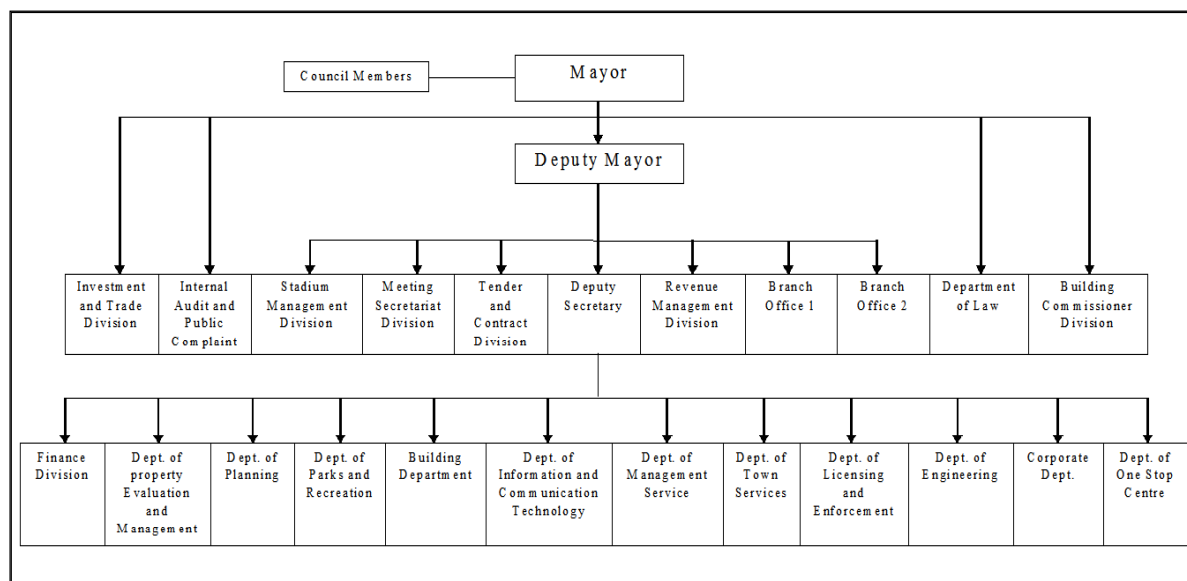 Mayor
Council Members
Deputy Mayor
Investment
and Trade
Division
Internal
Audit and
Public
Complaint
Stadium
Management
Division
Meeting
Secretariat
Division
Tender
and
Contract
Division
Deputy
Secretary
Revenue
Management
Division
Branch
Office 1
Branch
Office 2
Department
of Law
Building
Commissioner
Division
Finance
Division
Dept. of
property
Evaluation
and
Management
Dept. of
Planning
Dept. of
Parks and
Recreation
Building
Department
Dept. of
Information and
Communication
Technology
Dept. of
Management
Service
Dept. of
Town
Services
Dept. of
Licensing
and
Enforcement
Dept. of
Engineering
Corporate
Dept.
Dept. of
One Stop
Centre